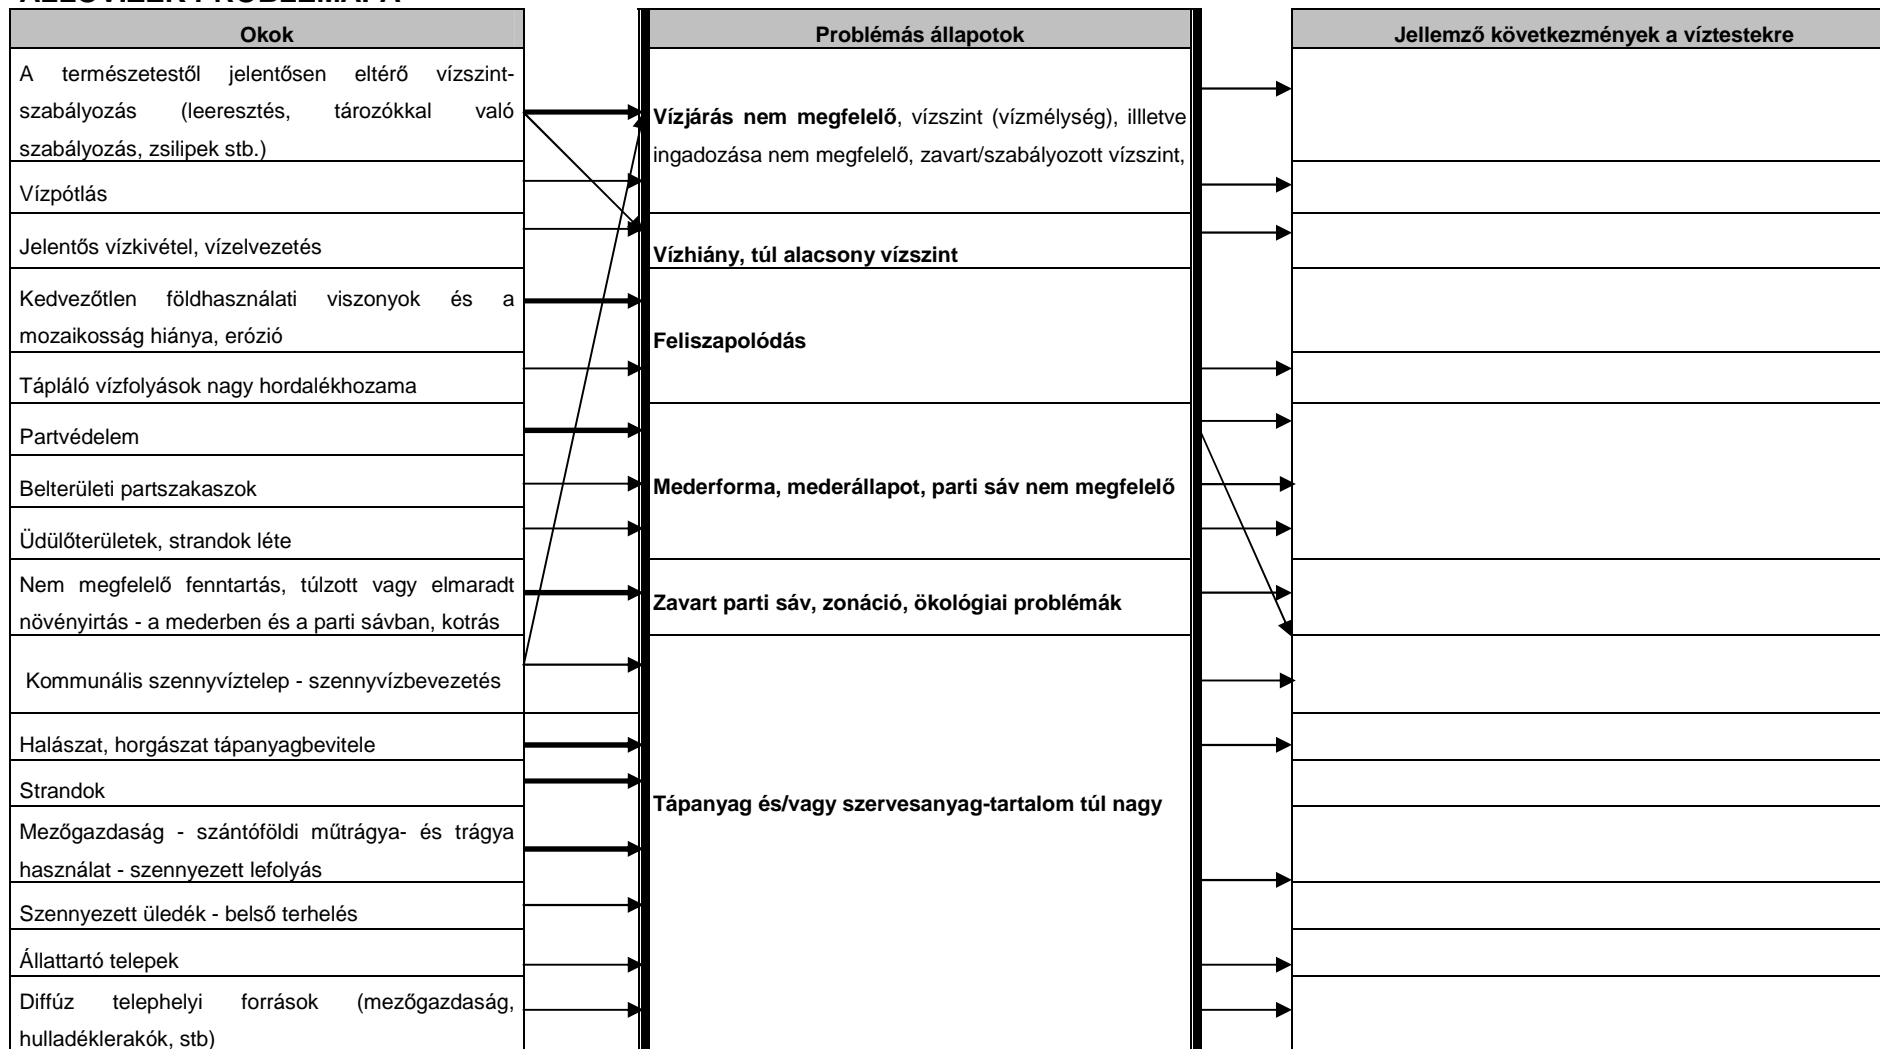 Okok
A természetestől jelentősen eltérő vízszint-
szabályozás (leeresztés, tározókkal való
szabályozás, zsilipek stb.)
Vízpótlás
Jelentős vízkivétel, vízelvezetés
Kedvezőtlen földhasználati viszonyok és a
mozaikosság hiánya, erózió
Tápláló vízfolyások nagy hordalékhozama
Partvédelem
Belterületi partszakaszok
Üdülőterületek, strandok léte
Nem megfelelő fenntartás, túlzott vagy elmaradt
növényirtás - a mederben és a parti sávban, kotrás
Kommunális szennyvíztelep - szennyvízbevezetés
Halászat, horgászat tápanyagbevitele
Strandok
Mezőgazdaság - szántóföldi műtrágya- és trágya
használat - szennyezett lefolyás
Szennyezett üledék - belső terhelés
Állattartó telepek
Diffúz telephelyi források (mezőgazdaság,
hulladéklerakók, stb)
Problémás állapotok
Vízjárás nem megfelelő, vízszint (vízmélység), illletve
ingadozása nem megfelelő, zavart/szabályozott vízszint,
Vízhiány, túl alacsony vízszint
Feliszapolódás
Mederforma, mederállapot, parti sáv nem megfelelő
Zavart parti sáv, zonáció, ökológiai problémák
Tápanyag és/vagy szervesanyag-tartalom túl nagy
Jellemző következmények a víztestekre